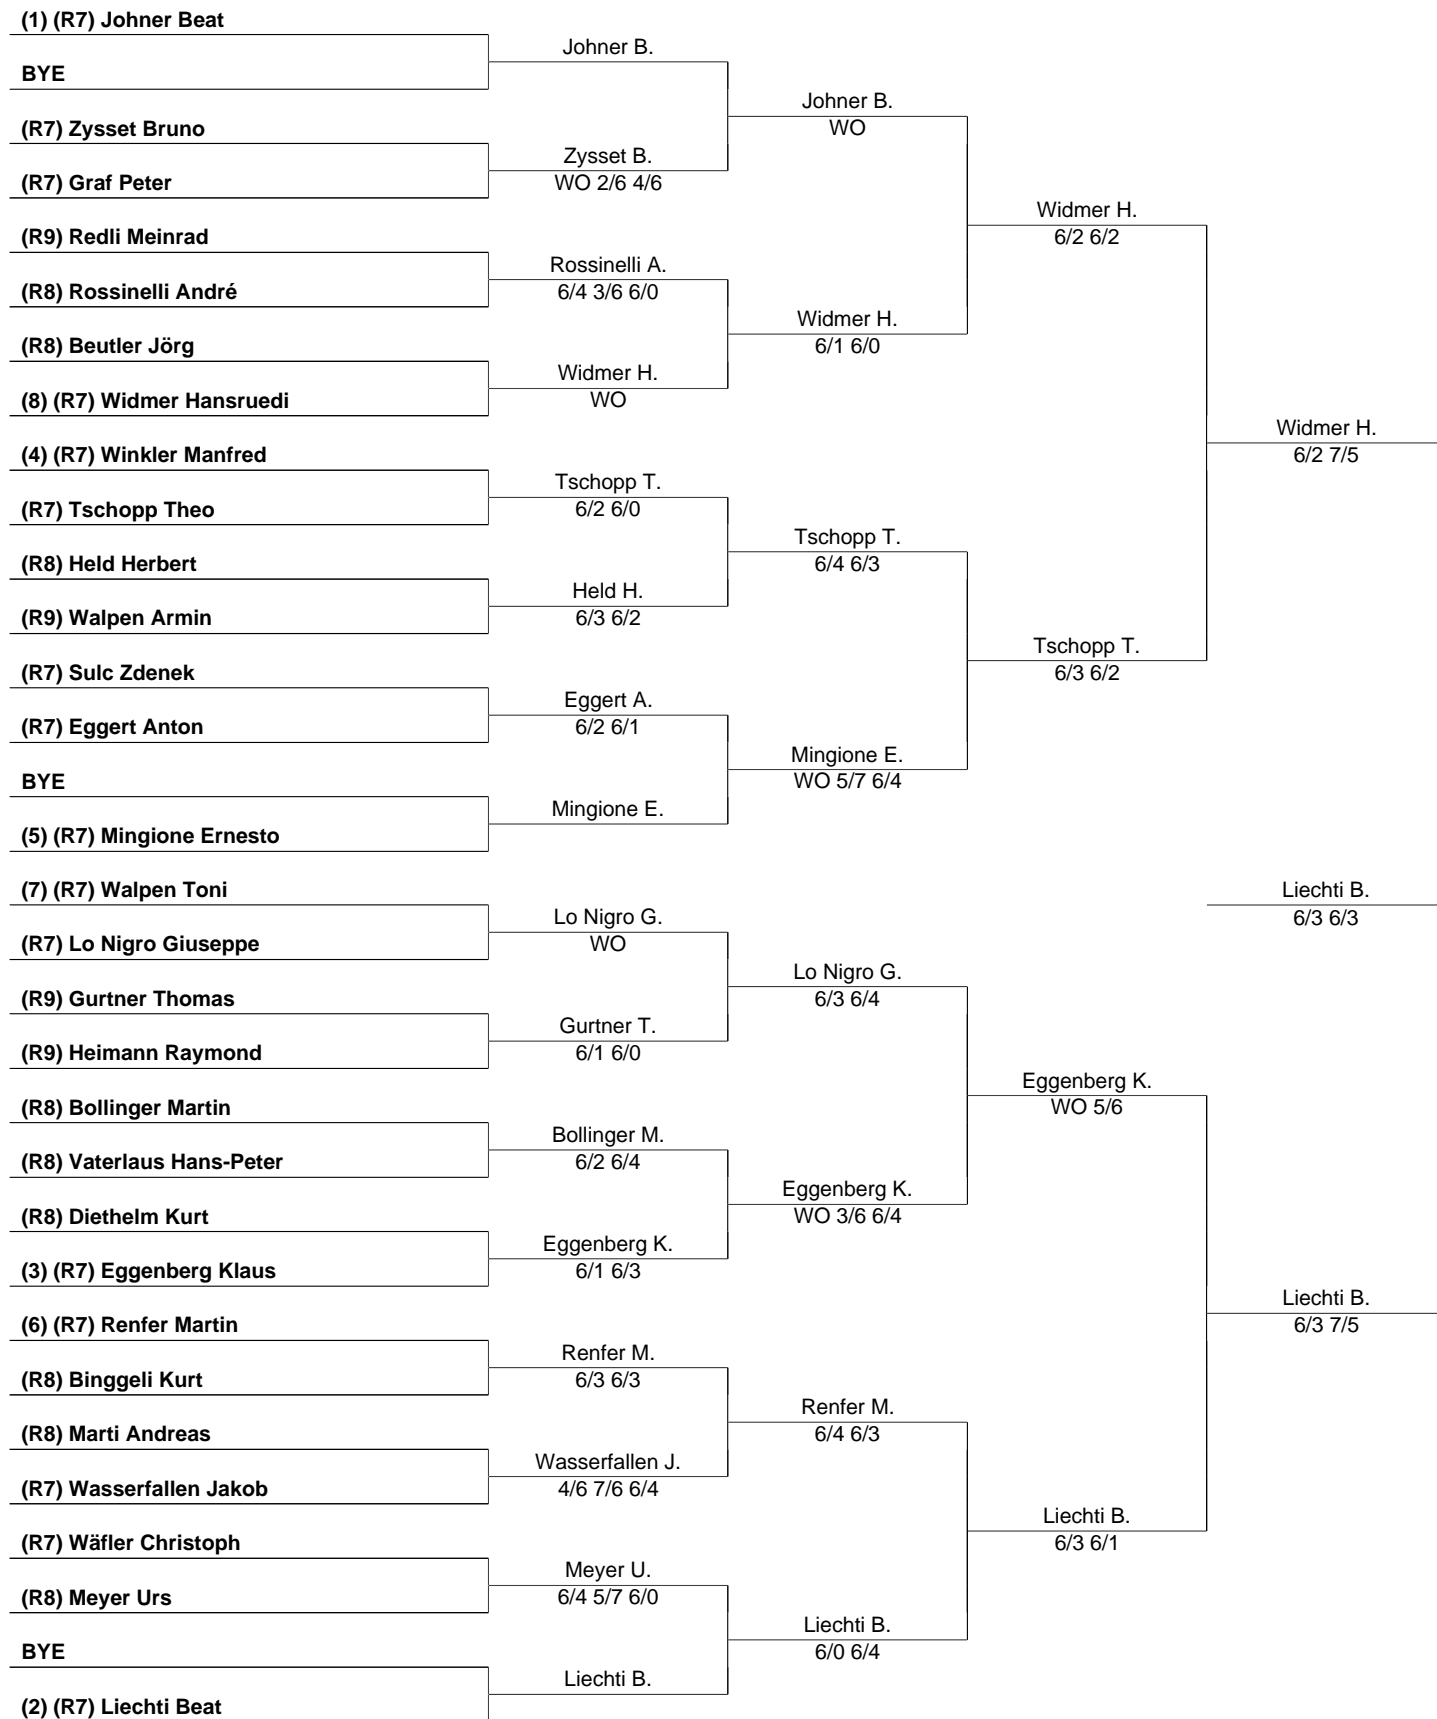 (1) (R7) Johner Beat
BYE
(R7) Zysset Bruno
(R7) Graf Peter
(R9) Redli Meinrad
(R8) Rossinelli André
(R8) Beutler Jörg
(8) (R7) Widmer Hansruedi
(4) (R7) Winkler Manfred
(R7) Tschopp Theo
(R8) Held Herbert
(R9) Walpen Armin
(R7) Sulc Zdenek
(R7) Eggert Anton
BYE
(5) (R7) Mingione Ernesto
(7) (R7) Walpen Toni
(R7) Lo Nigro Giuseppe
(R9) Gurtner Thomas
(R9) Heimann Raymond
(R8) Bollinger Martin
(R8) Vaterlaus Hans-Peter
(R8) Diethelm Kurt
(3) (R7) Eggenberg Klaus
(6) (R7) Renfer Martin
(R8) Binggeli Kurt
(R8) Marti Andreas
(R7) Wasserfallen Jakob
(R7) Wäfler Christoph
(R8) Meyer Urs
BYE
(2) (R7) Liechti Beat
Johner B.
Zysset B.
WO 2/6 4/6
Rossinelli A.
6/4 3/6 6/0
Widmer H.
WO
Tschopp T.
6/2 6/0
Held H.
6/3 6/2
Eggert A.
6/2 6/1
Mingione E.
Lo Nigro G.
WO
Gurtner T.
6/1 6/0
Bollinger M.
6/2 6/4
Eggenberg K.
6/1 6/3
Renfer M.
6/3 6/3
Wasserfallen J.
4/6 7/6 6/4
Meyer U.
6/4 5/7 6/0
Liechti B.
Johner B.
WO
Widmer H.
6/1 6/0
Tschopp T.
6/4 6/3
Mingione E.
WO 5/7 6/4
Lo Nigro G.
6/3 6/4
Eggenberg K.
WO 3/6 6/4
Renfer M.
6/4 6/3
Liechti B.
6/0 6/4
Widmer H.
6/2 6/2
Tschopp T.
6/3 6/2
Eggenberg K.
WO 5/6
Liechti B.
6/3 6/1
Widmer H.
6/2 7/5
Liechti B.
6/3 6/3
Liechti B.
6/3 7/5